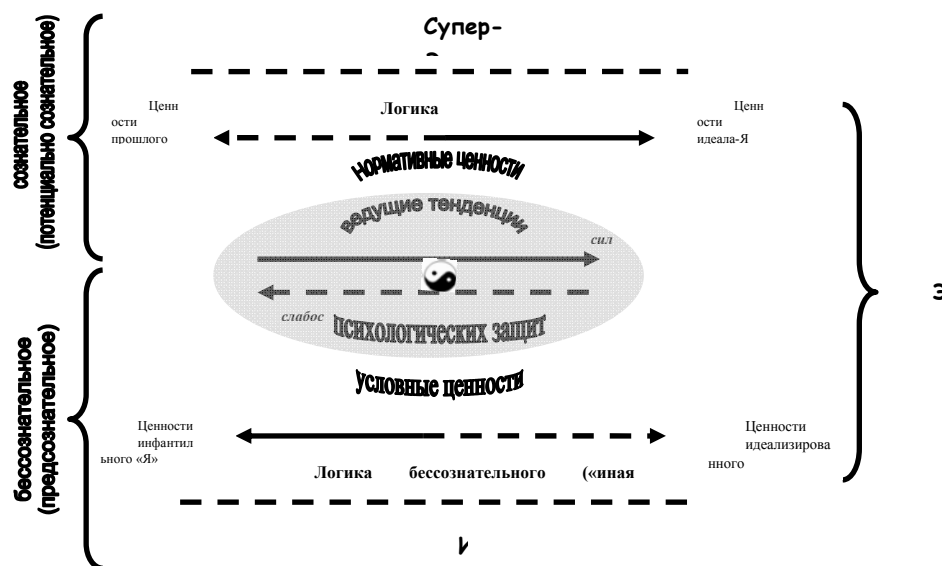 Супер-
сознательное
(потенциально сознательное)
Ценн
ости
прошлого
Логика
Ценн
ости
идеала-Я
Нормативные ценности
ведущие тенденции
сил
слабос
психологических защит
Условные ценности
бессознательное
(предсознательное)
Ценности
инфантил
ьного «Я»
Ценности
идеализирова
нного
Логика бессознательного («иная